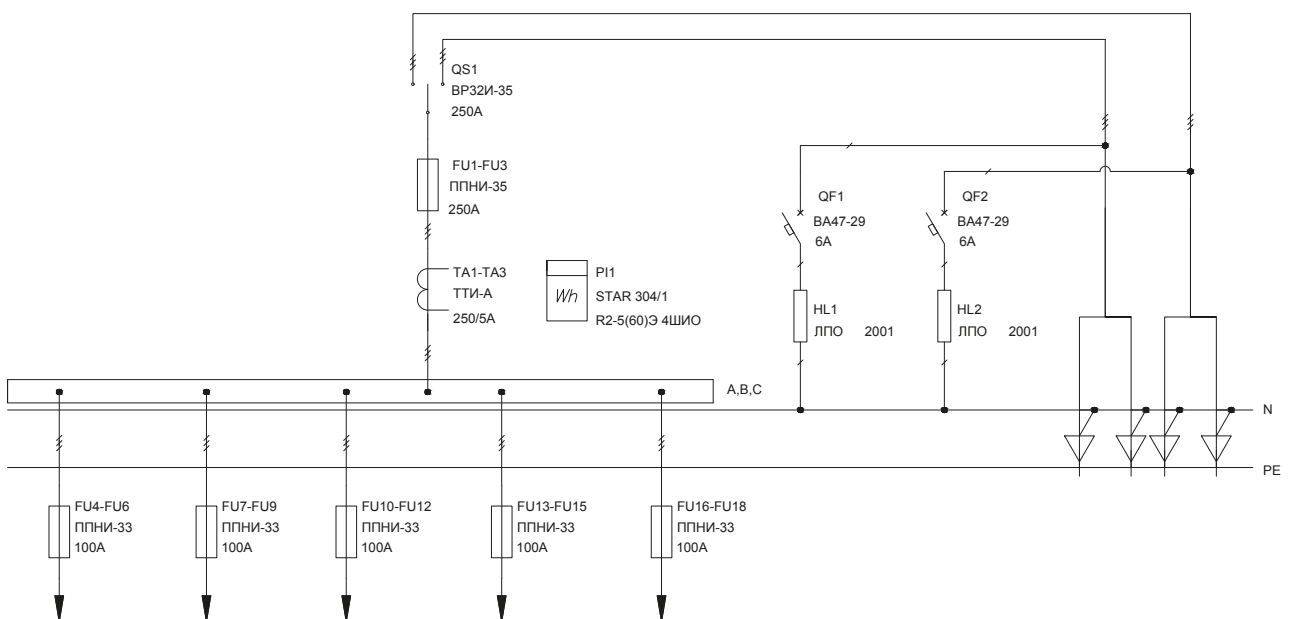 QS1
ВР32И-35
250А
FU1-FU3
ППНИ-35
250А
TA1-TA3
ТТИ-А
250/5А
Wh
PI1
STAR 304/1
R2-5(60)Э 4ШИО
QF1
ВА47-29
6А
QF2
ВА47-29
6А
HL1
ЛПО 2001
HL2
ЛПО 2001
A,B,C
N
PE
FU4-FU6
ППНИ-33
100А
FU7-FU9
ППНИ-33
100А
FU10-FU12
ППНИ-33
100А
FU13-FU15
ППНИ-33
100А
FU16-FU18
ППНИ-33
100А